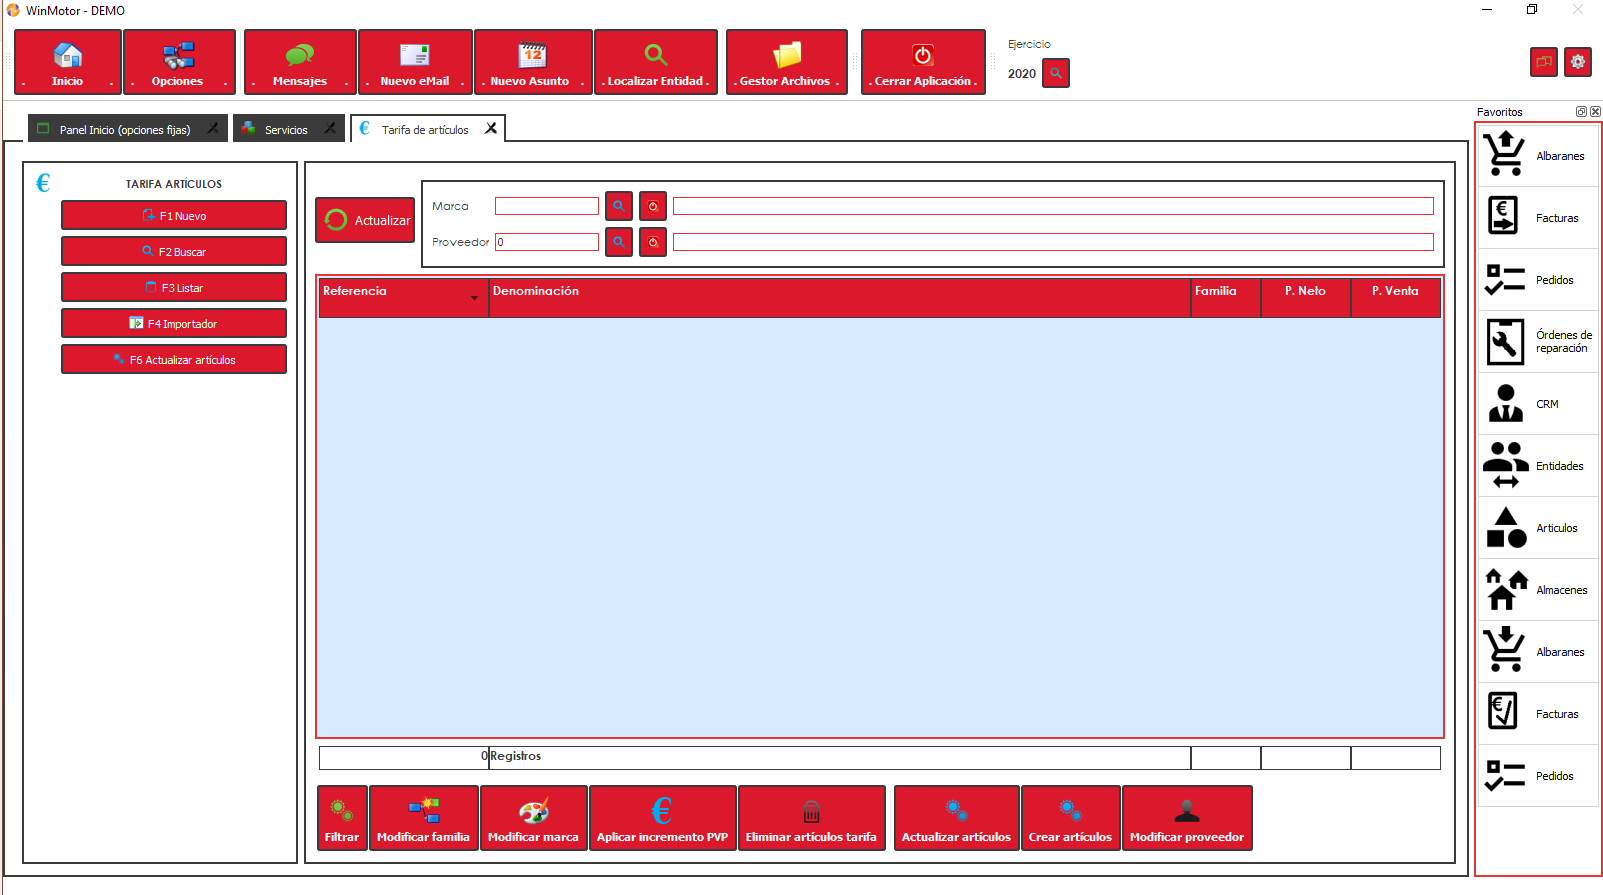 WinMotor - DEMO
. Inicio .
. Opciones .
. Mensajes .
. Nuevo eMail .
. Nuevo Asunto .
. Localizar Entidad .
. Gestor Archivos .
. Cerrar Aplicación .
Ejercicio
2020
Panel Inicio (opciones fijas)
Servicios
€ Tarifa de artículos
Favoritos
€ TARIFA ARTÍCULOS
F1 Nuevo
F2 Buscar
F3 Listar
F4 Importador
F6 Actualizar artículos
Actualizar
Marca
Proveedor 0
Referencia Denominación Familia P. Neto P. Venta
0 Registros
Filtrar
Modificar familia
Modificar marca
Aplicar incremento PVP
Eliminar artículos tarifa
Actualizar artículos
Crear artículos
Modificar proveedor
Albaranes
Facturas
Pedidos
Órdenes de
reparación
CRM
Entidades
Articulos
Almacenes
Albaranes
Facturas
Pedidos